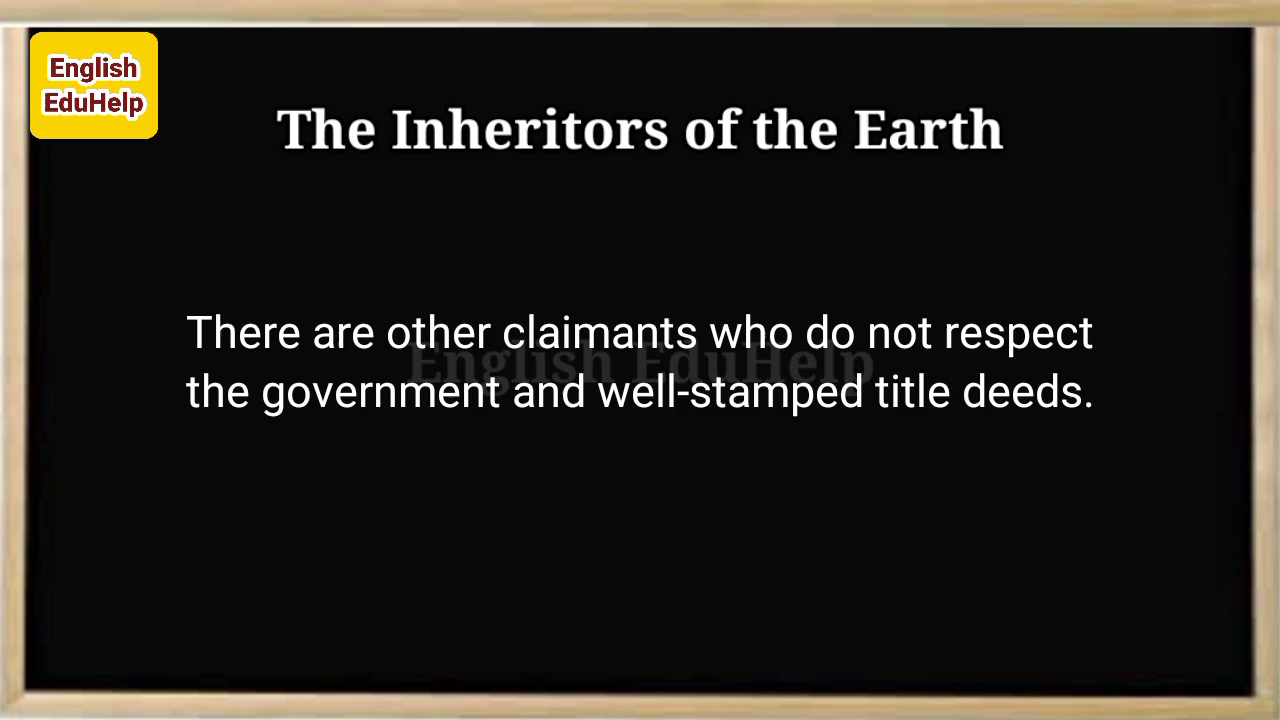 English
EduHelp
The Inheritors of the Earth
There are other claimants who do not respect
English EduHelp
the government and well-stamped title deeds.